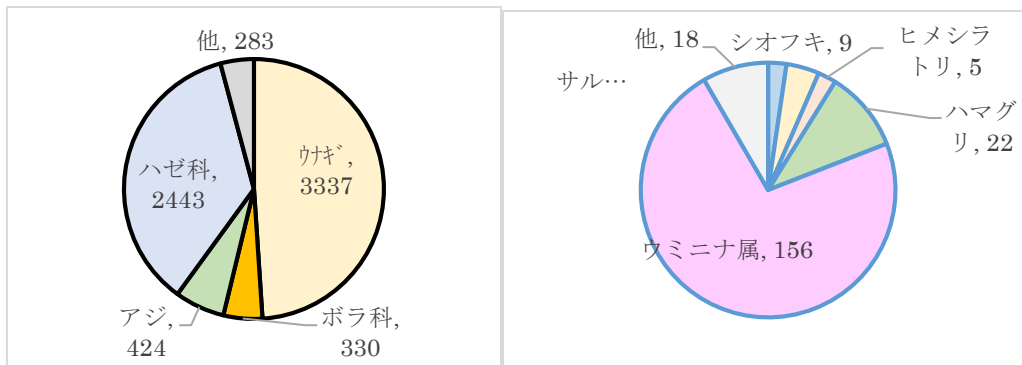 他, 283
ｳﾅｷﾞ,
3337
ハゼ科,
2443
アジ,
424
ボラ科,
330
他, 18
シオフキ, 9
ヒメシラ
トリ, 5
サル…
ハマグ
リ, 22
ウミニナ属, 156